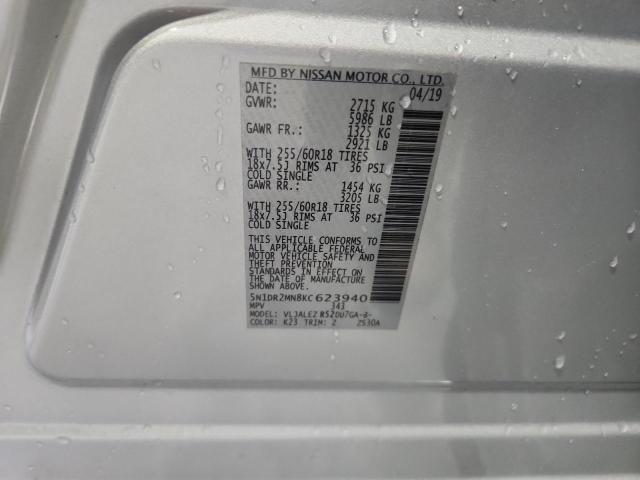 MFD BY NISSAN MOTOR CO., LTD.
DATE: 04/19
GVWR: 2715 KG
5986 LB
GAWR FR.: 1325 KG
2921 LB
WITH 255/60R18 TIRES
18x7.5J RIMS AT 36 PSI
COLD SINGLE
GAWR RR.: 1454 KG
3205 LB
WITH 255/60R18 TIRES
18x7.5J RIMS AT 36 PSI
COLD SINGLE
THIS VEHICLE CONFORMS TO
ALL APPLICABLE FEDERAL
MOTOR VEHICLE SAFETY AND
THEFT PREVENTION
STANDARDS IN EFFECT ON
THE DATE OF MANUFACTURE
SHOWN ABOVE.
5N1DR2MN8KC623940
MPV 343
MODEL: VLJALEZ R52DU7GA-B-
COLOR: K23 TRIM: Z 2S30A